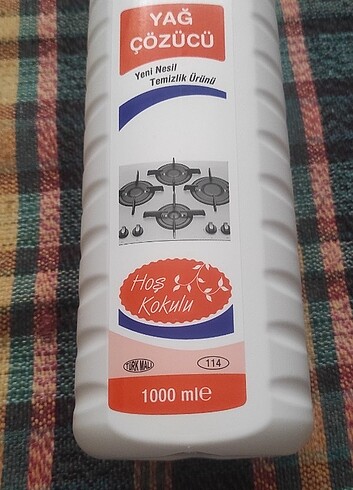 YAĞ
ÇÖZÜCÜ
Yeni Nesil
Temizlik Ürünü
Hoş
Kokulu
TÜRK MALI
114
1000 ml℮